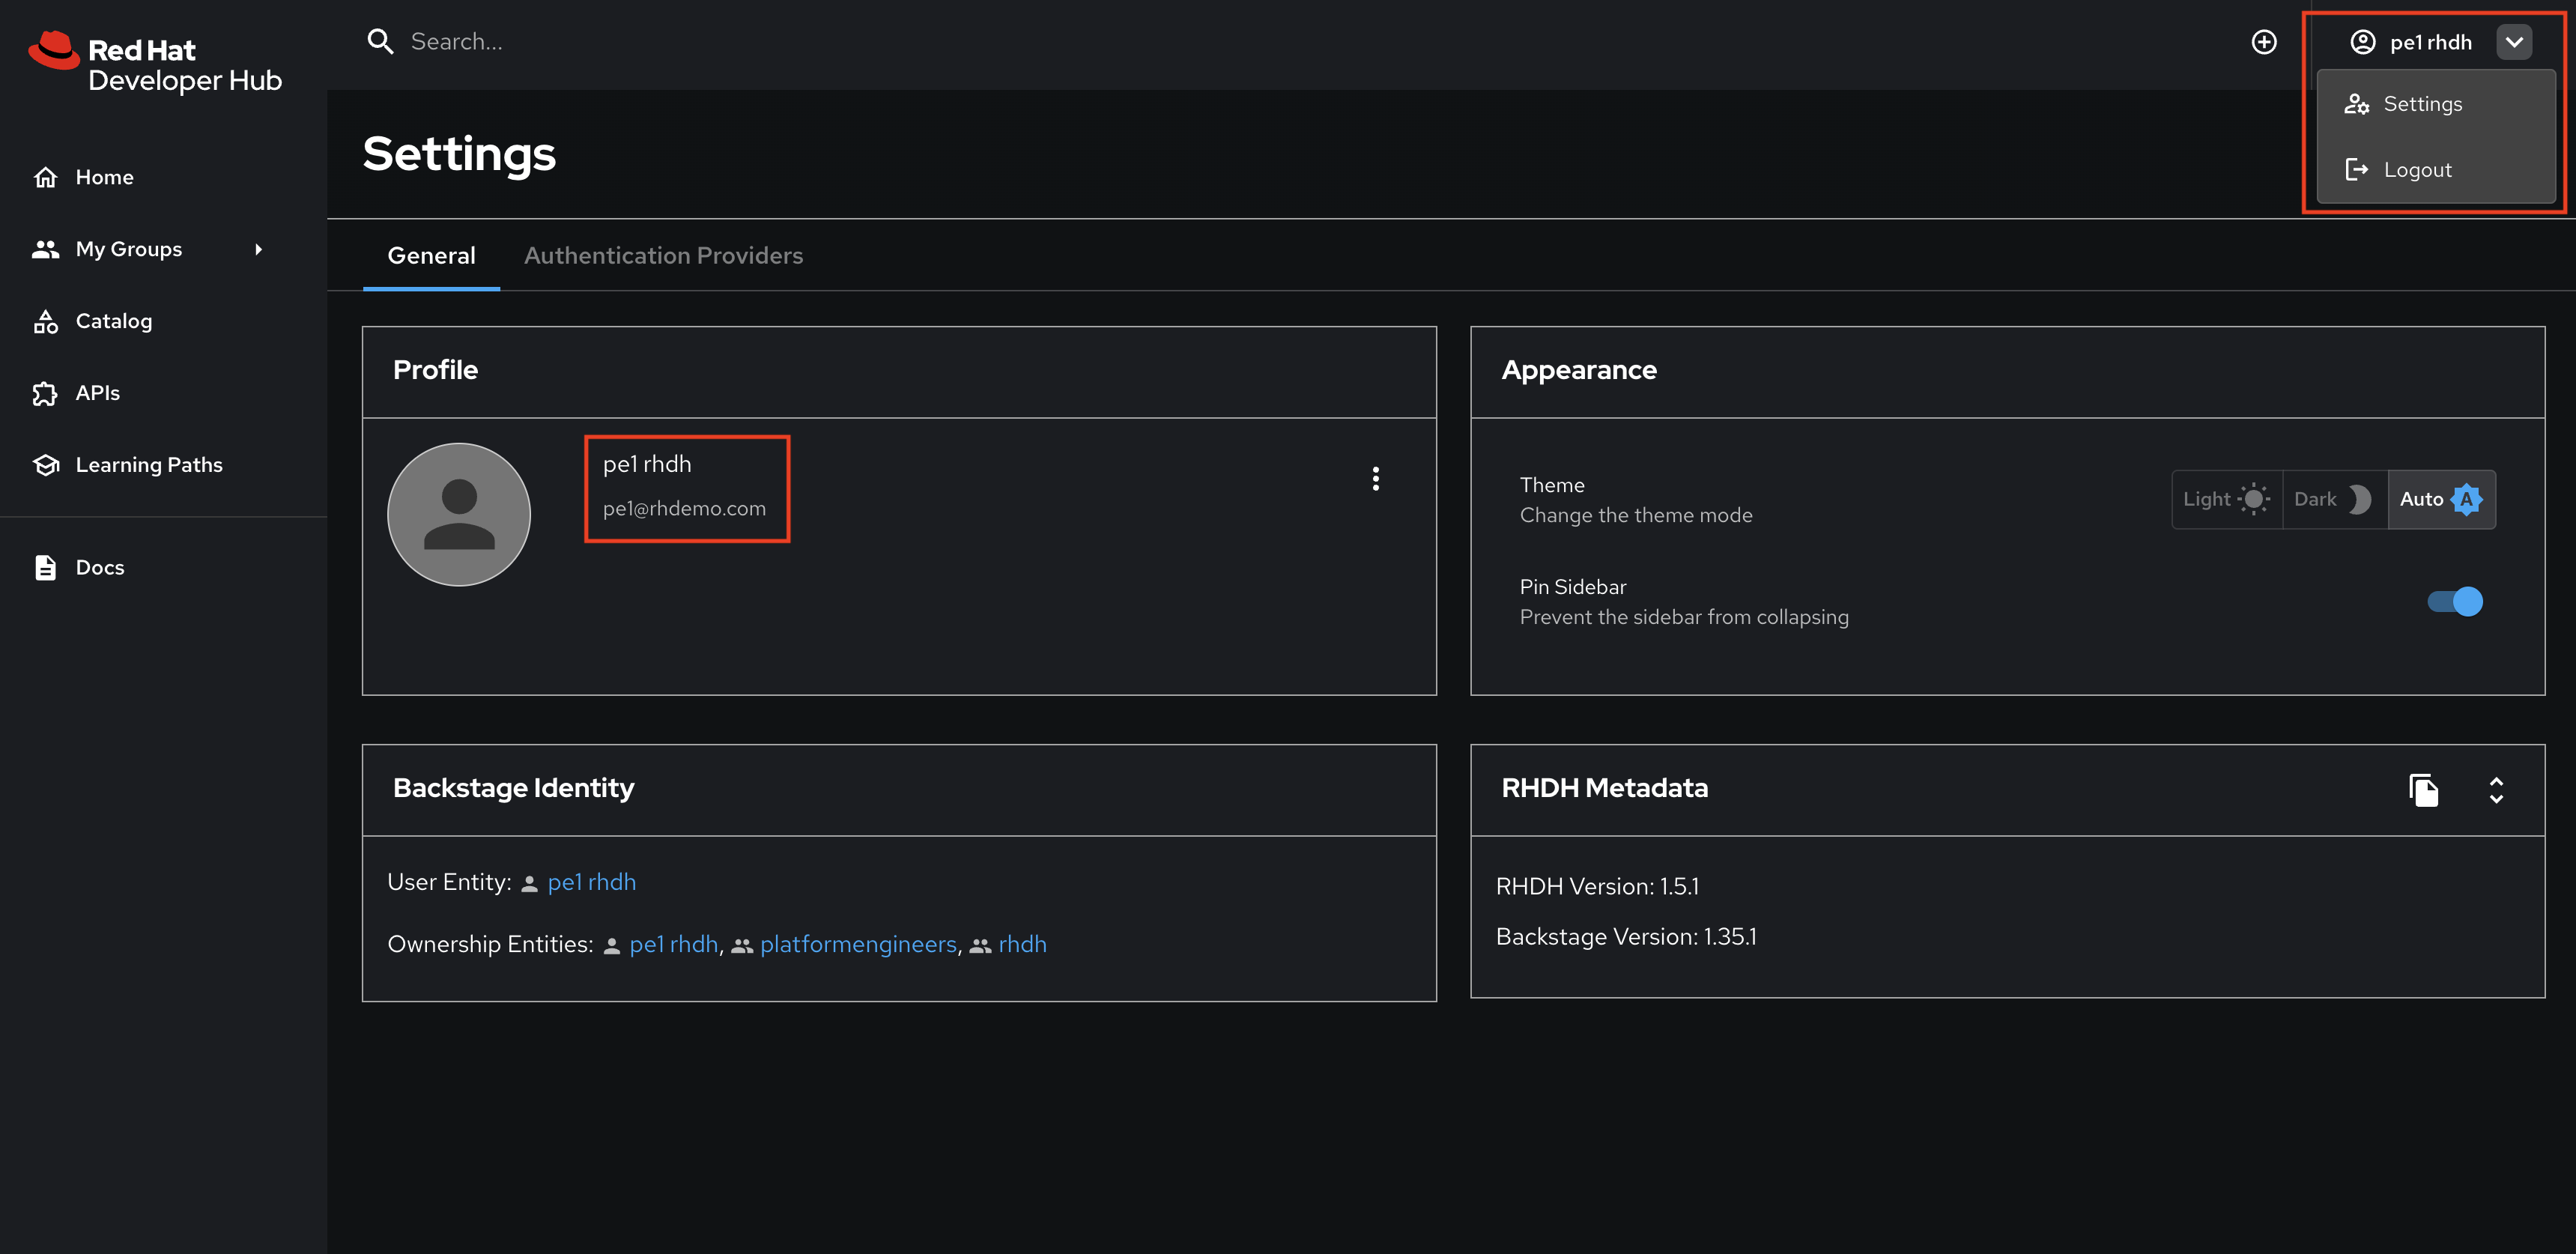 Red Hat
Developer Hub
Search...
pe1 rhdh
Settings
Logout
Home
My Groups
Catalog
APIs
Learning Paths
Docs
Settings
General
Authentication Providers
Profile
pe1 rhdh
pe1@rhdemo.com
Appearance
Theme
Change the theme mode
Light
Dark
Auto A
Pin Sidebar
Prevent the sidebar from collapsing
Backstage Identity
User Entity: pe1 rhdh
Ownership Entities: pe1 rhdh, platformengineers, rhdh
RHDH Metadata
RHDH Version: 1.5.1
Backstage Version: 1.35.1